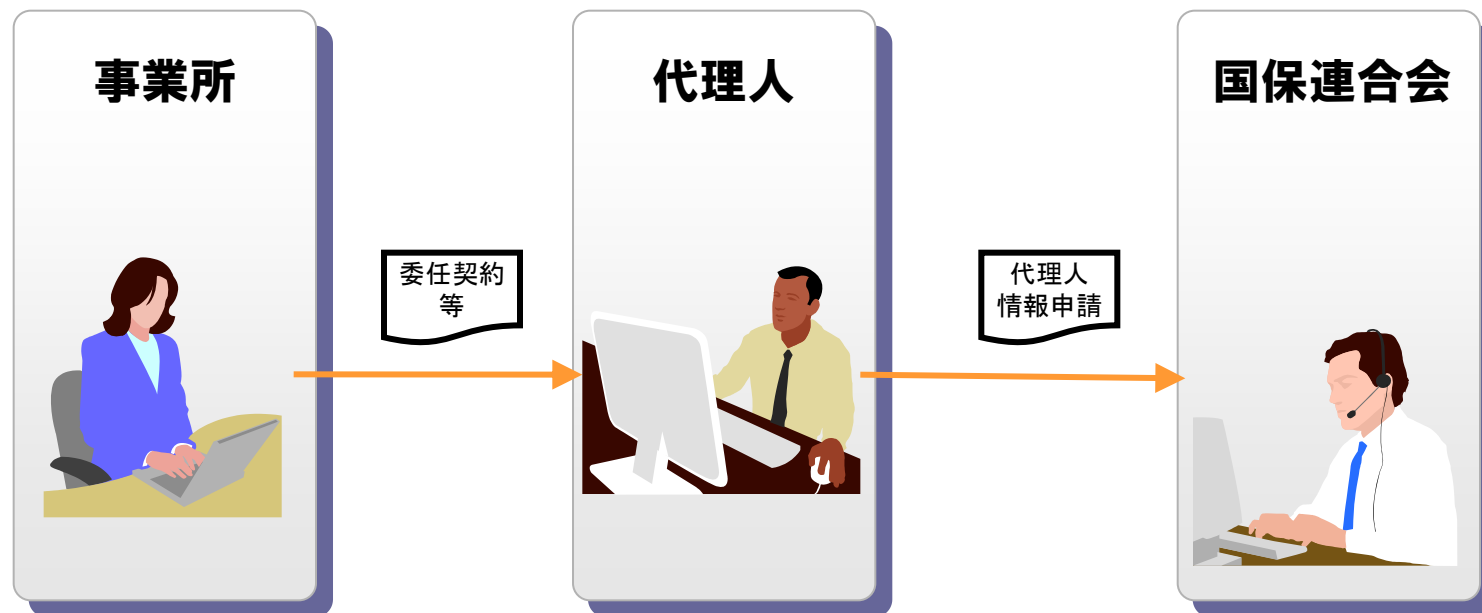 事業所
代理人
国保連合会
委任契約
等
代理人
情報申請